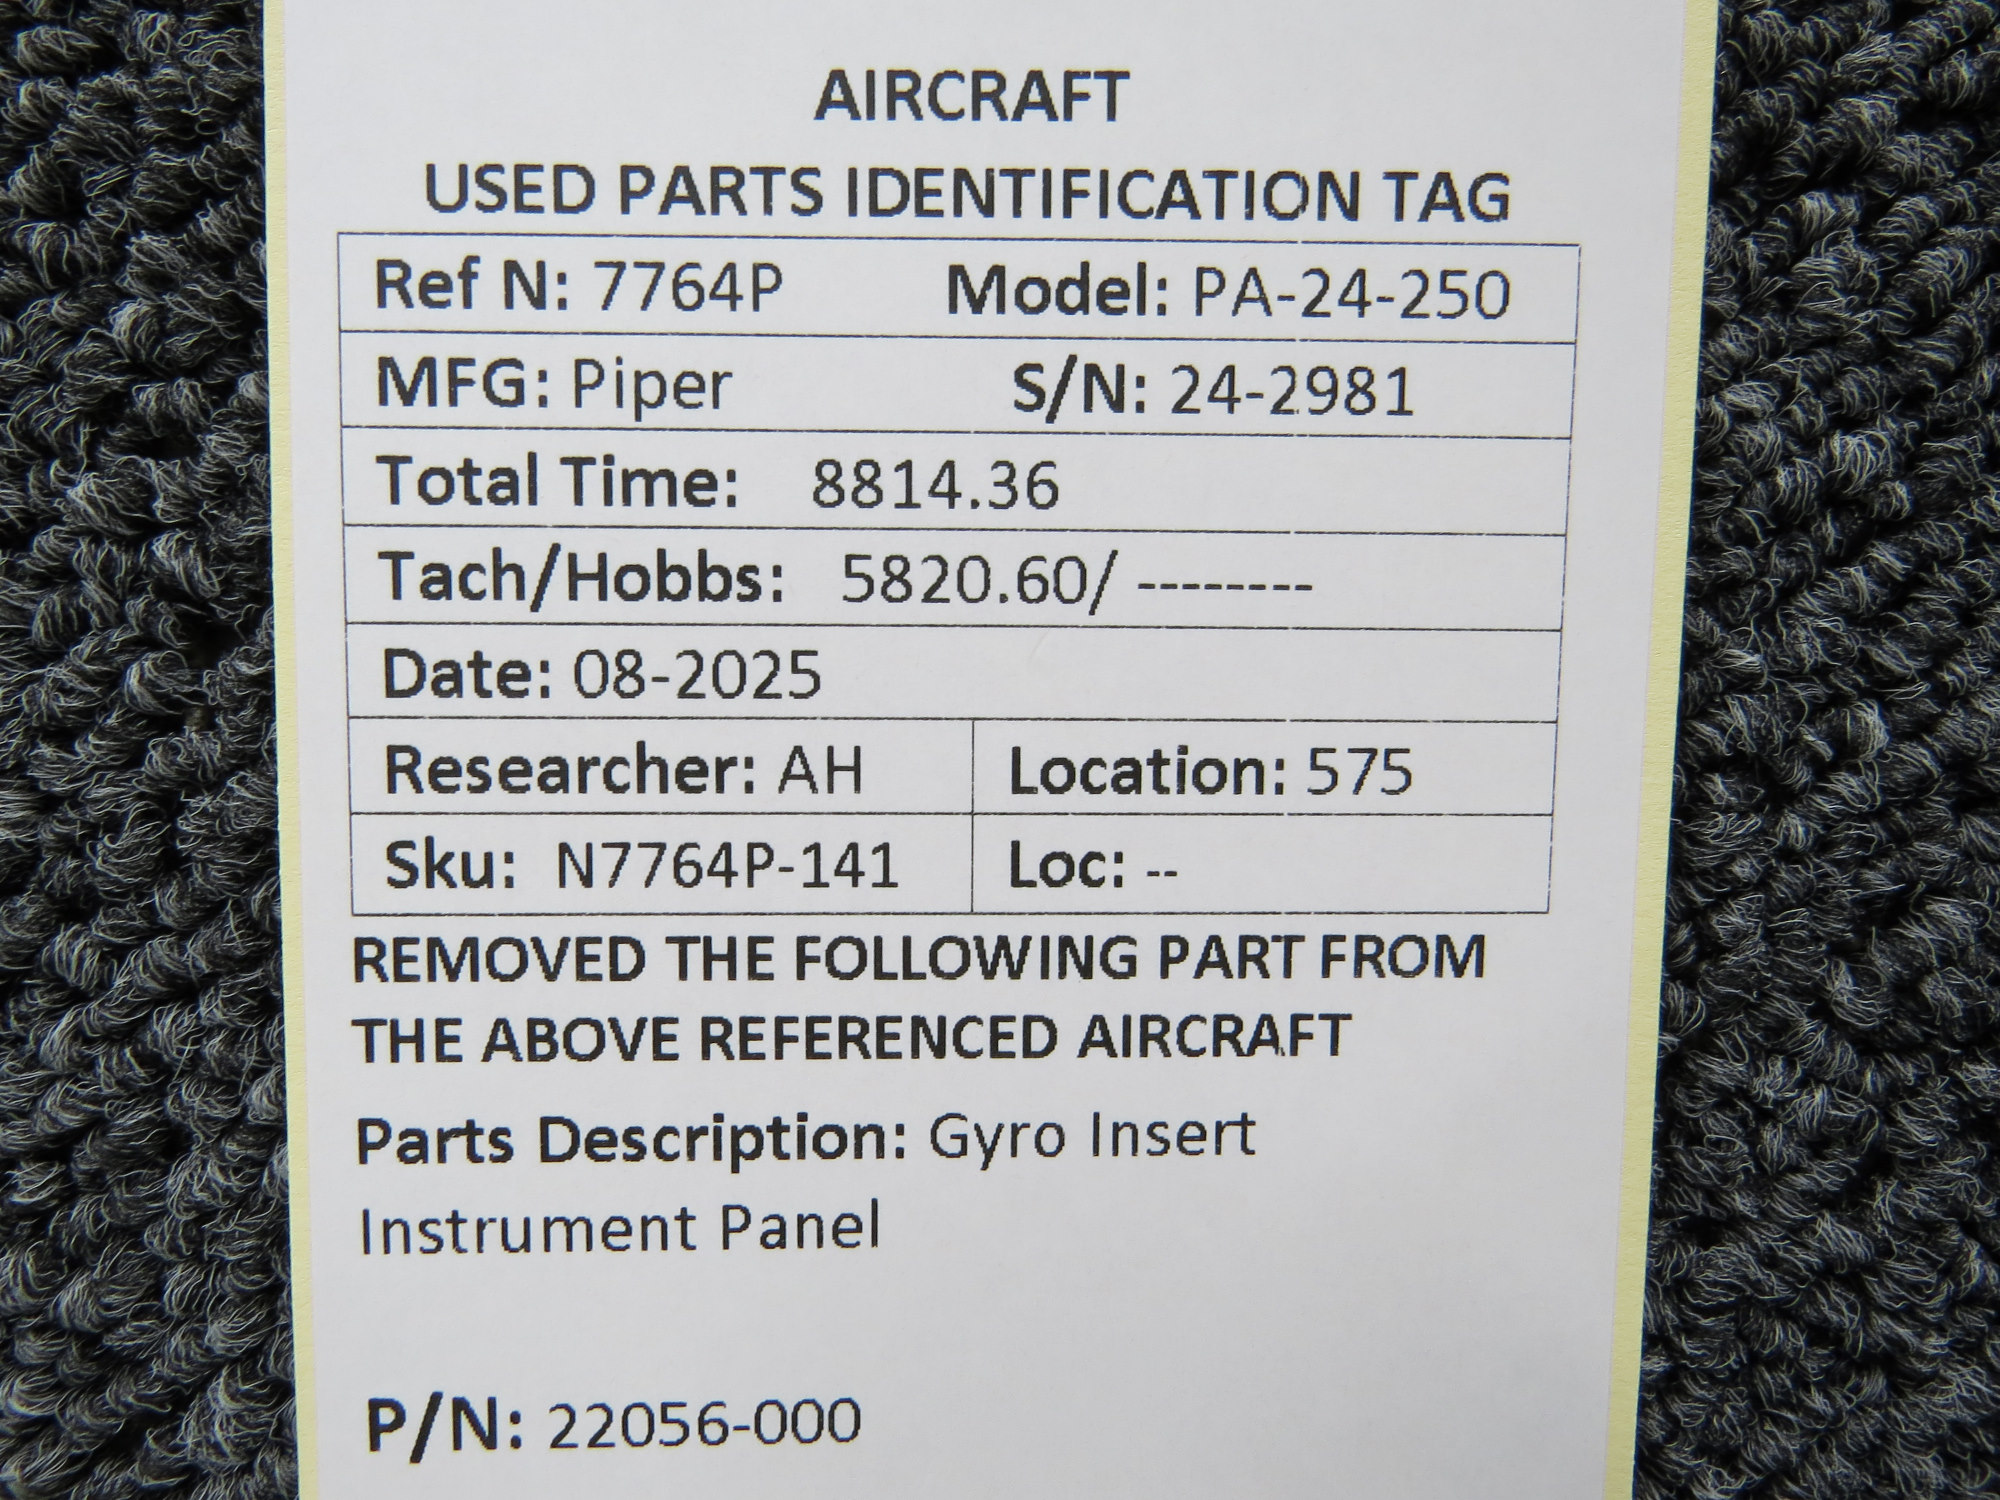 AIRCRAFT
USED PARTS IDENTIFICATION TAG
Ref N: 7764P Model: PA-24-250
MFG: Piper S/N: 24-2981
Total Time: 8814.36
Tach/Hobbs: 5820.60/ --------
Date: 08-2025
Researcher: AH Location: 575
Sku: N7764P-141 Loc: --
REMOVED THE FOLLOWING PART FROM
THE ABOVE REFERENCED AIRCRAFT
Parts Description: Gyro Insert
Instrument Panel
P/N: 22056-000